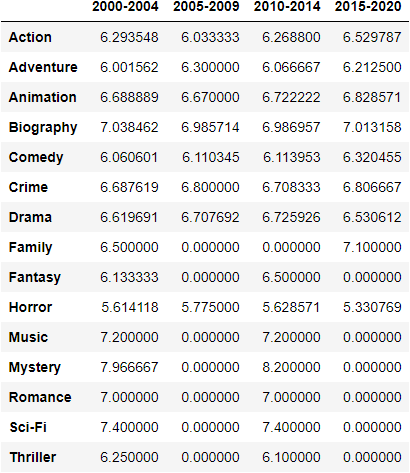 2000-2004 2005-2009 2010-2014 2015-2020
Action 6.293548 6.033333 6.268800 6.529787
Adventure 6.001562 6.300000 6.066667 6.212500
Animation 6.688889 6.670000 6.722222 6.828571
Biography 7.038462 6.985714 6.986957 7.013158
Comedy 6.060601 6.110345 6.113953 6.320455
Crime 6.687619 6.800000 6.708333 6.806667
Drama 6.619691 6.707692 6.725926 6.530612
Family 6.500000 0.000000 0.000000 7.100000
Fantasy 6.133333 0.000000 6.500000 0.000000
Horror 5.614118 5.775000 5.628571 5.330769
Music 7.200000 0.000000 7.200000 0.000000
Mystery 7.966667 0.000000 8.200000 0.000000
Romance 7.000000 0.000000 7.000000 0.000000
Sci-Fi 7.400000 0.000000 7.400000 0.000000
Thriller 6.250000 0.000000 6.100000 0.000000